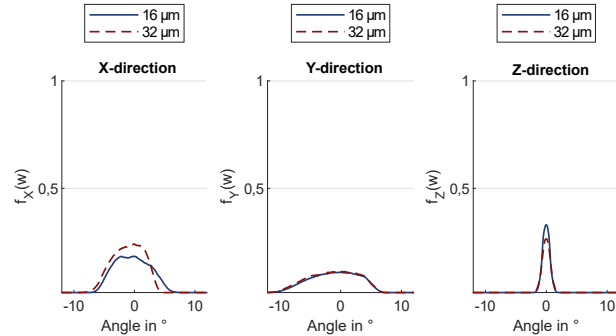 16 µm
32 µm
16 µm
32 µm
16 µm
32 µm
X-direction
Y-direction
Z-direction
1
0,5
f_X(w)
-10 0 10
Angle in °
1
0,5
f_Y(w)
-10 0 10
Angle in °
1
0,5
f_Z(w)
-10 0 10
Angle in °